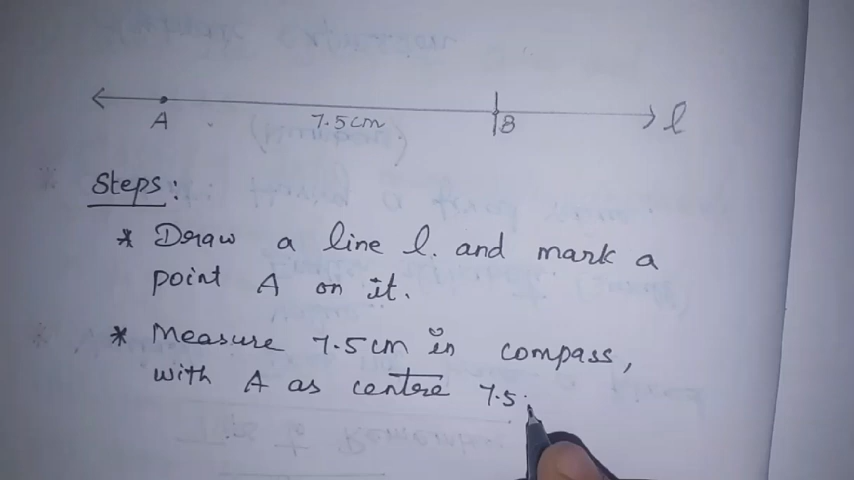 A 7.5cm B l
Steps:
* Draw a line l. and mark a
point A on it.
* Measure 7.5cm in compass,
with A as centre 7.5